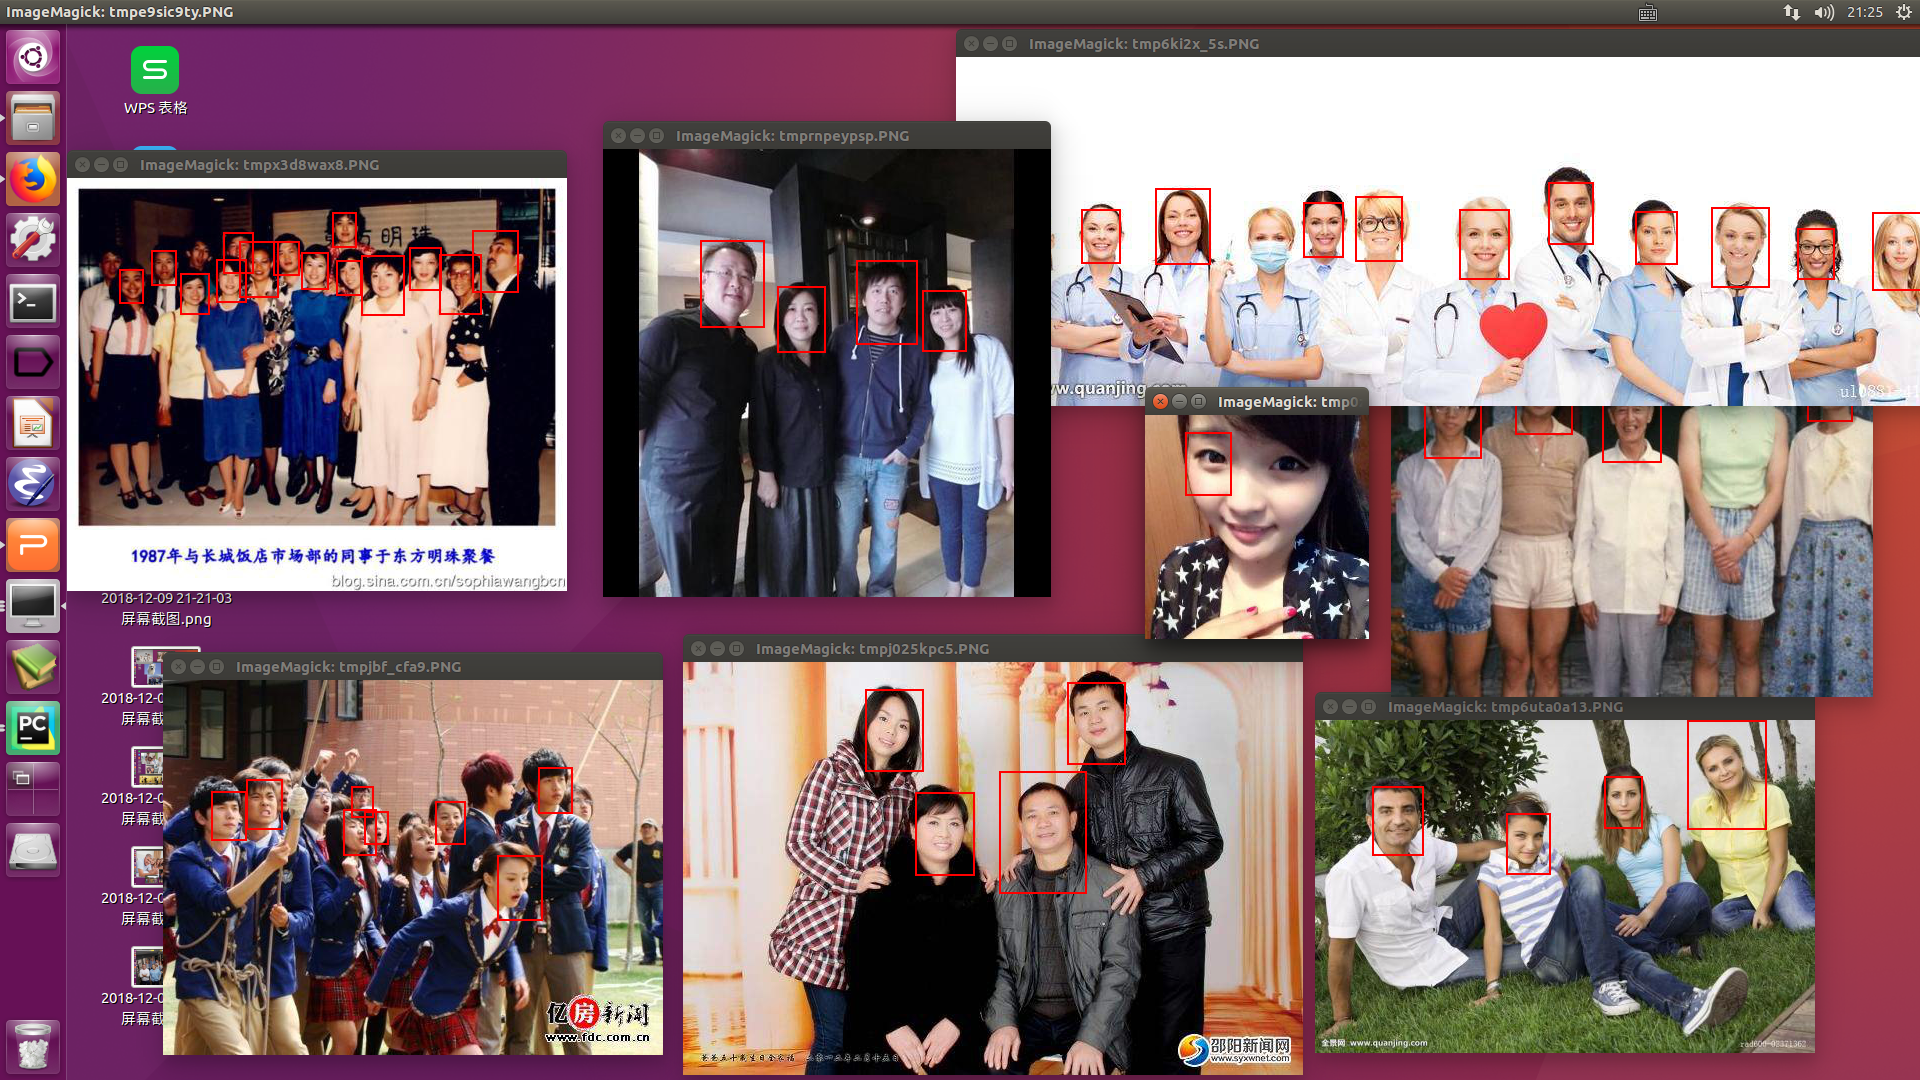 ImageMagick: tmpe9sic9ty.PNG
21:25
WPS 表格
ImageMagick: tmp6ki2x_5s.PNG
ImageMagick: tmprnpeypsp.PNG
ImageMagick: tmpx3d8wax8.PNG
方明珠
1987年与长城饭店市场部的同事于东方明珠聚餐
blog.sina.com.cn/sophiawangbcn
w.quanjing.com
ImageMagick: tmp0
2018-12-09 21-21-03
屏幕截图.png
ImageMagick: tmpjbf_cfa9.PNG
ImageMagick: tmpj025kpc5.PNG
ImageMagick: tmp6uta0a13.PNG
2018-12-0
屏幕截
2018-12-0
屏幕截
2018-12-0
屏幕截
2018-12-0
屏幕截
PC
亿房新闻
www.fdc.com.cn
邵阳新闻网
www.syxwnet.com
全景网 www.quanjing.com